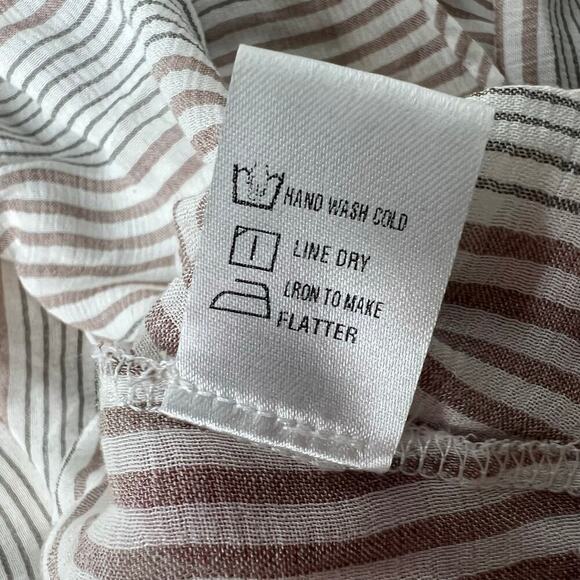 HAND WASH COLD
LINE DRY
LRON TO MAKE
FLATTER